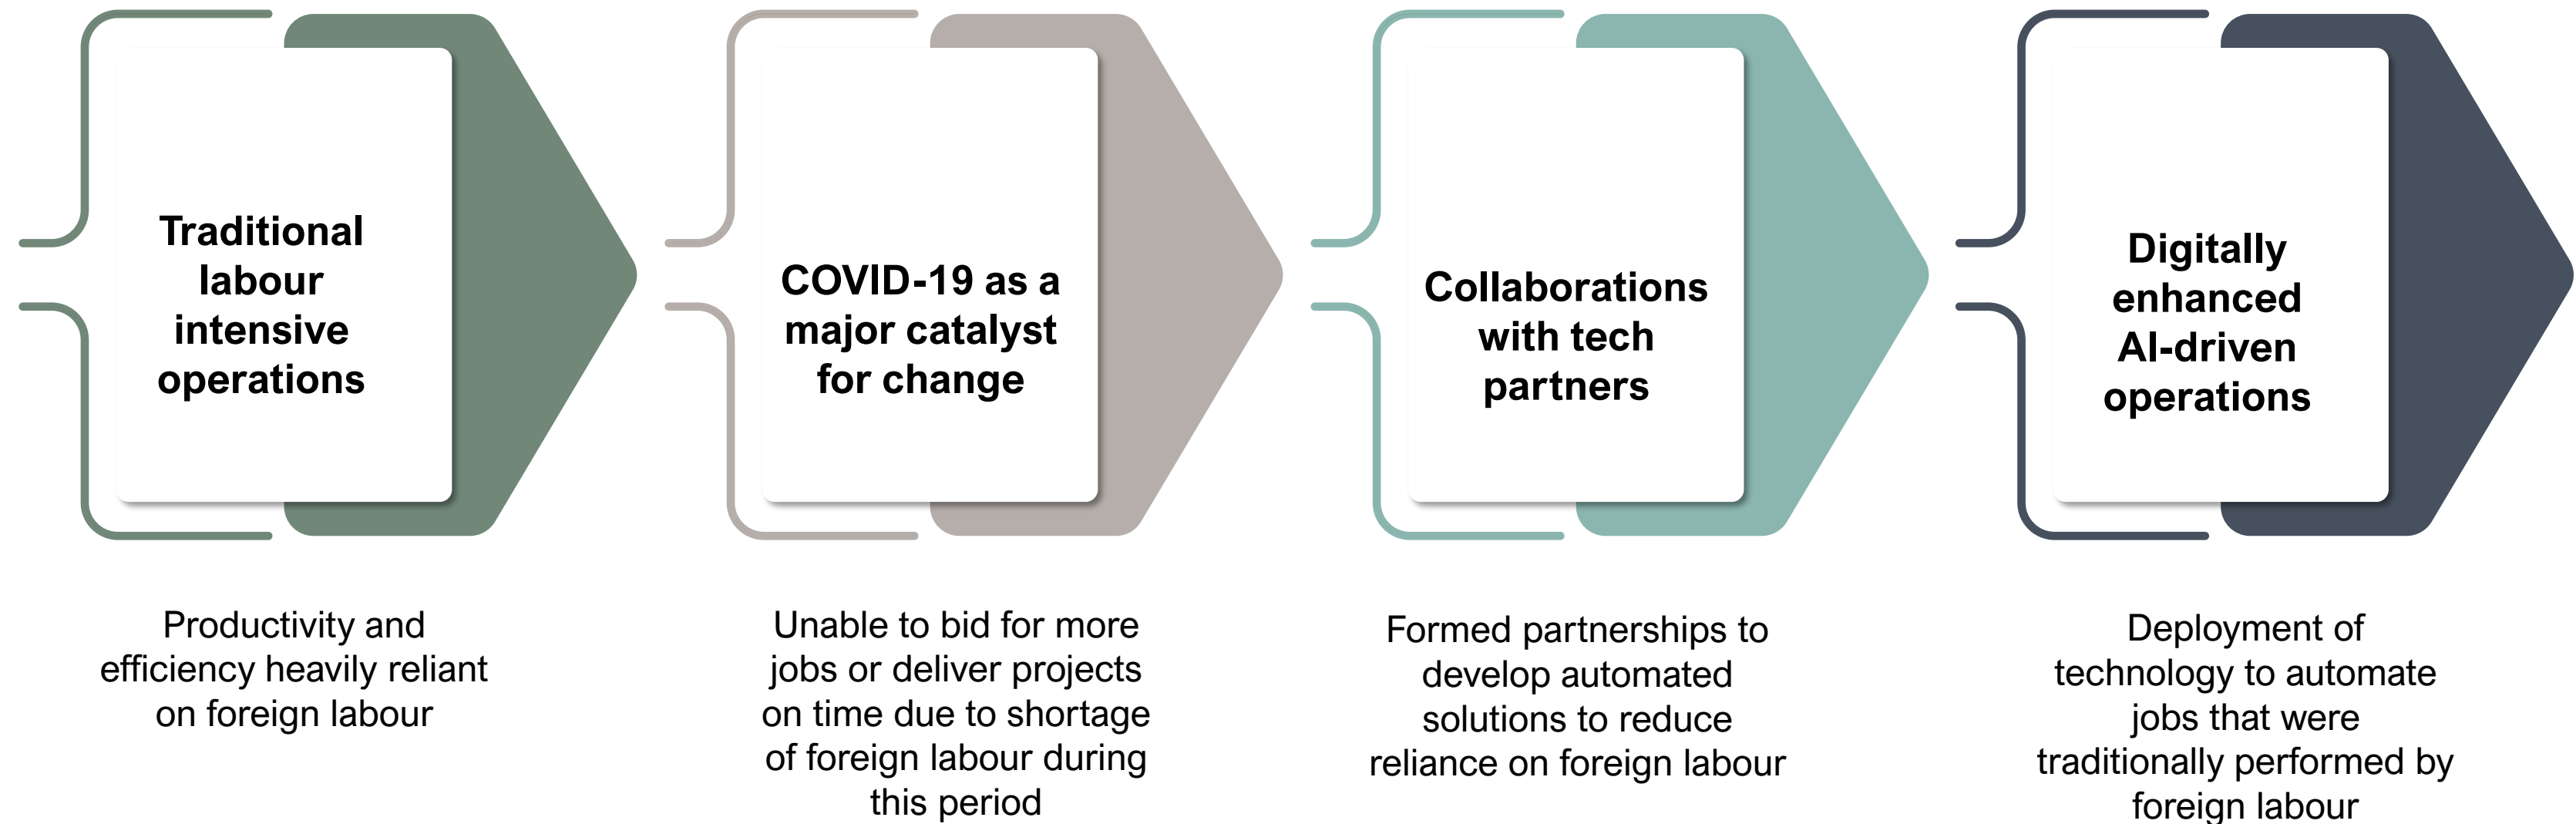 Traditional
labour
intensive
operations
Productivity and
efficiency heavily reliant
on foreign labour
COVID-19 as a
major catalyst
for change
Unable to bid for more
jobs or deliver projects
on time due to shortage
of foreign labour during
this period
Collaborations
with tech
partners
Formed partnerships to
develop automated
solutions to reduce
reliance on foreign labour
Digitally
enhanced
AI-driven
operations
Deployment of
technology to automate
jobs that were
traditionally performed by
foreign labour